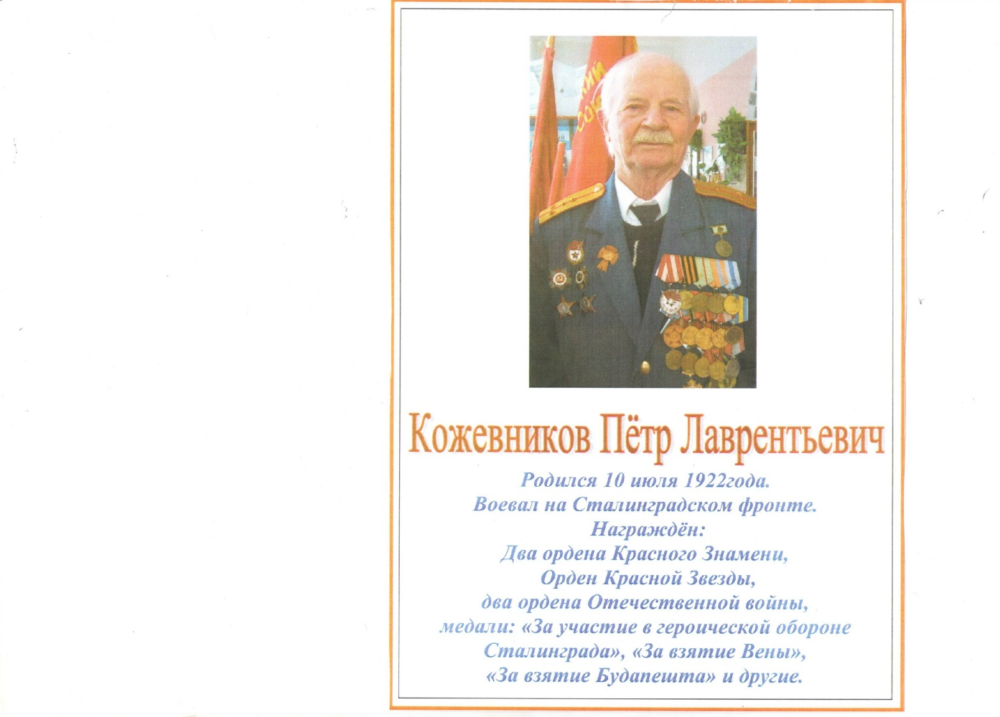 Кожевников Пётр Лаврентьевич
Родился 10 июля 1922года.
Воевал на Сталинградском фронте.
Награждён:
Два ордена Красного Знамени,
Орден Красной Звезды,
два ордена Отечественной войны,
медали: «За участие в героической обороне
Сталинграда», «За взятие Вены»,
«За взятие Будапешта» и другие.